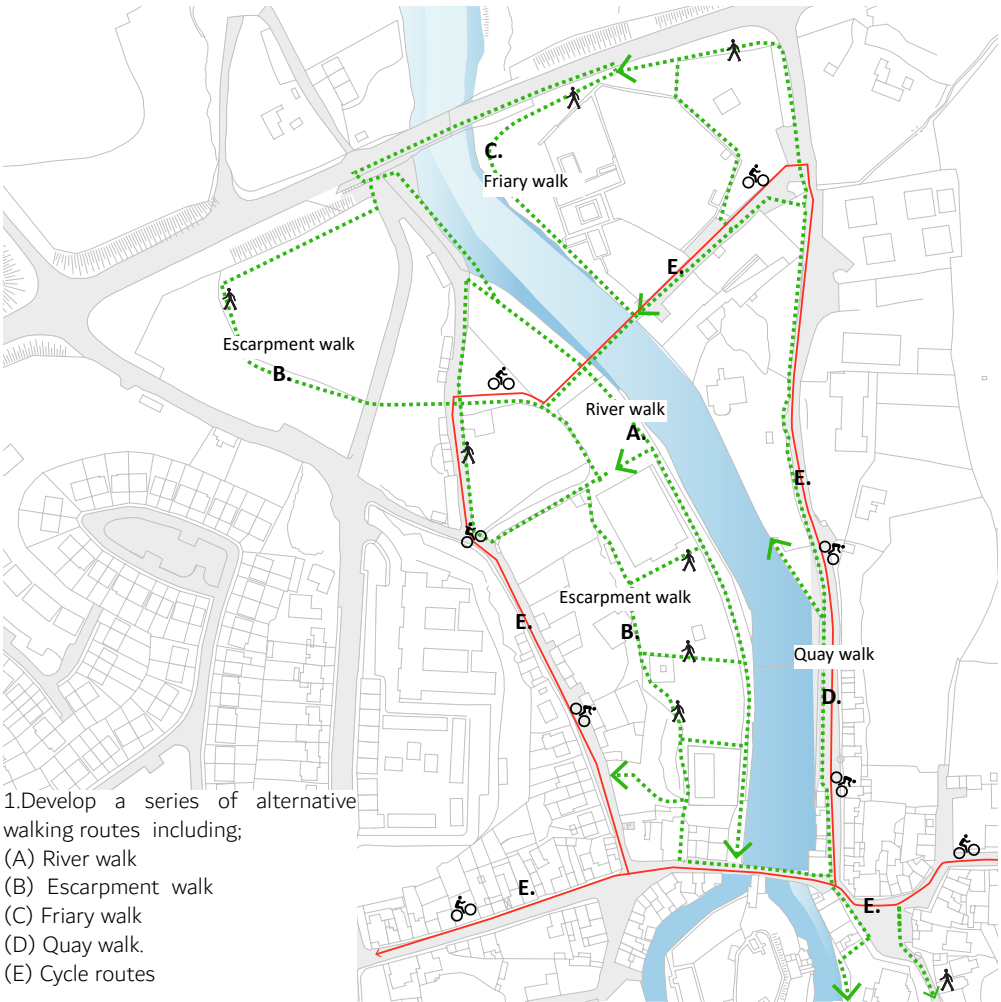 C.
Friary walk
E.
Escarpment walk
B.
River walk
A.
E.
Escarpment walk
E.
B.
Quay walk
D.
1.Develop a series of alternative
walking routes including;
(A) River walk
(B) Escarpment walk
(C) Friary walk
(D) Quay walk.
(E) Cycle routes
E.
E.